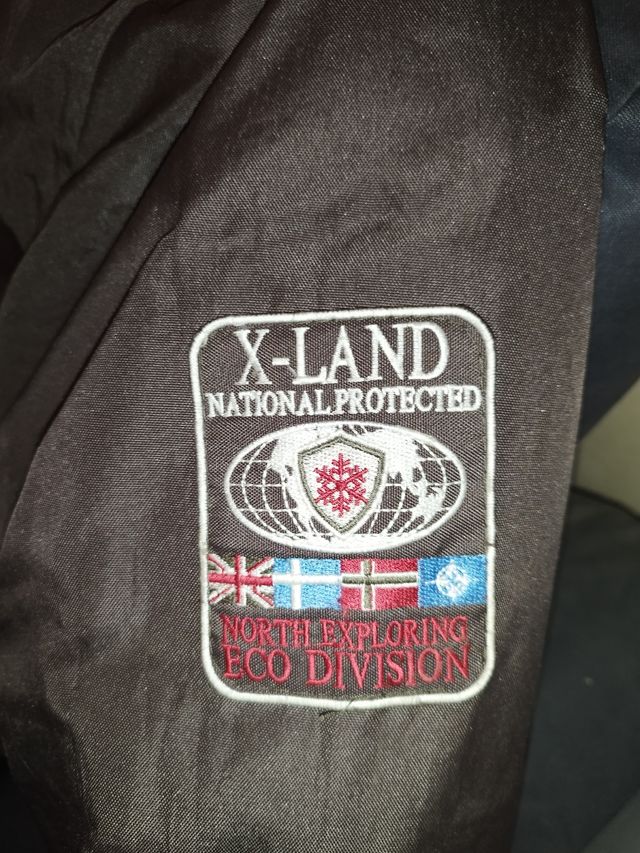 X-LAND
NATIONAL PROTECTED
NORTH EXPLORING
ECO DIVISION